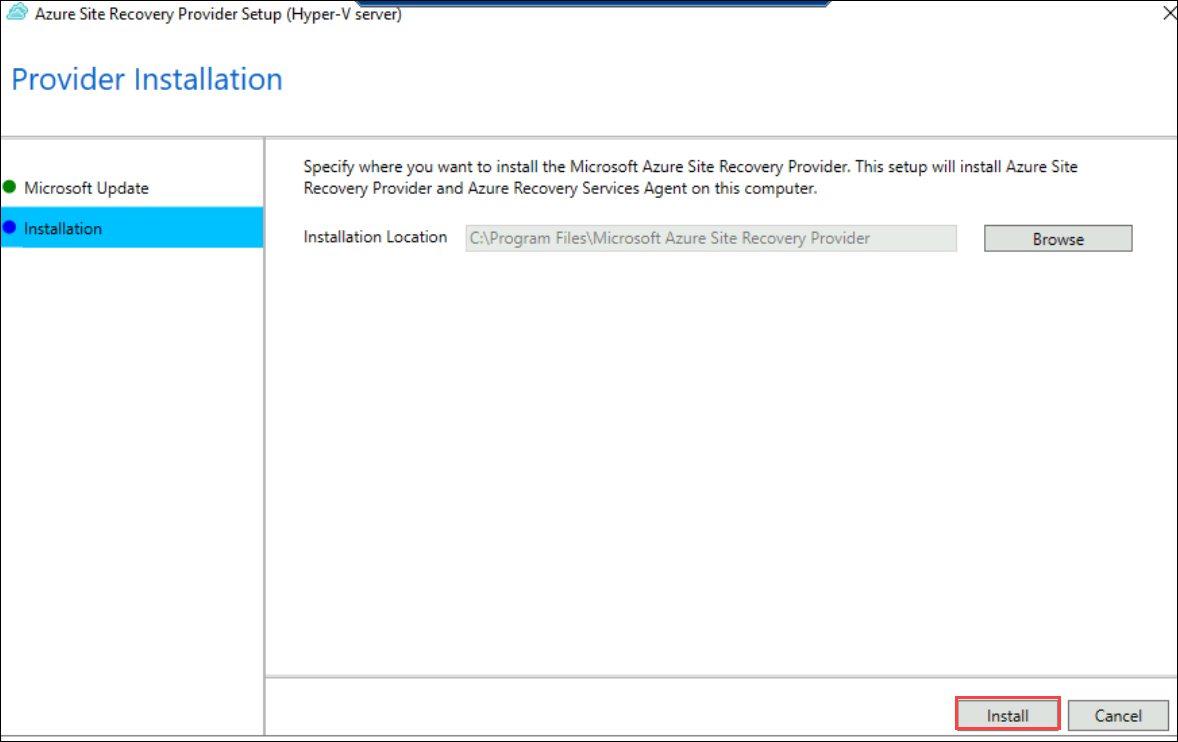 Azure Site Recovery Provider Setup (Hyper-V server)
Provider Installation
Microsoft Update
Installation
Specify where you want to install the Microsoft Azure Site Recovery Provider. This setup will install Azure Site
Recovery Provider and Azure Recovery Services Agent on this computer.
Installation Location
C:\Program Files\Microsoft Azure Site Recovery Provider
Browse
Install
Cancel